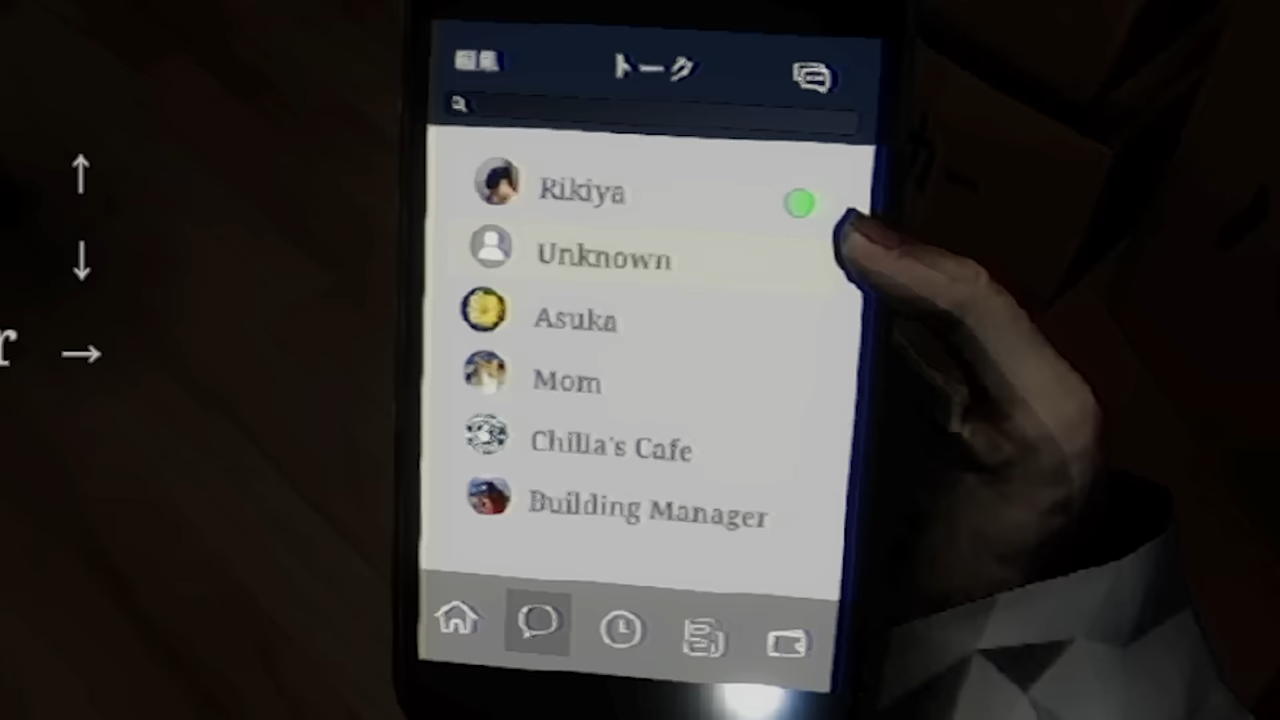 トーク
↑
Rikiya
↓
Unknown
Asuka
r →
Mom
Chilla's Cafe
Building Manager